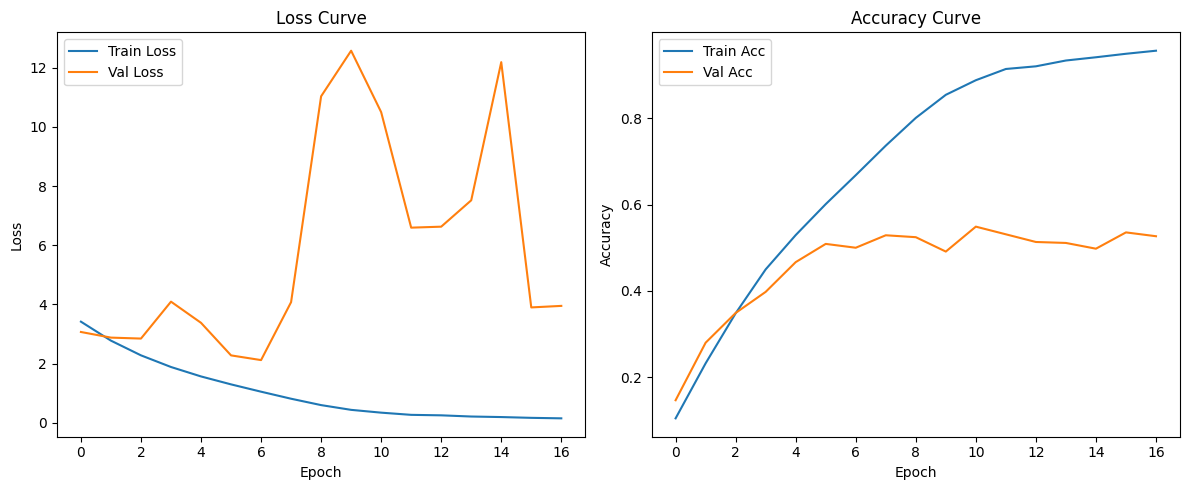 Loss Curve
Train Loss
Val Loss
12
10
8
6
4
2
0
Loss
0 2 4 6 8 10 12 14 16
Epoch
Accuracy Curve
Train Acc
Val Acc
0.8
0.6
0.4
0.2
Accuracy
0 2 4 6 8 10 12 14 16
Epoch